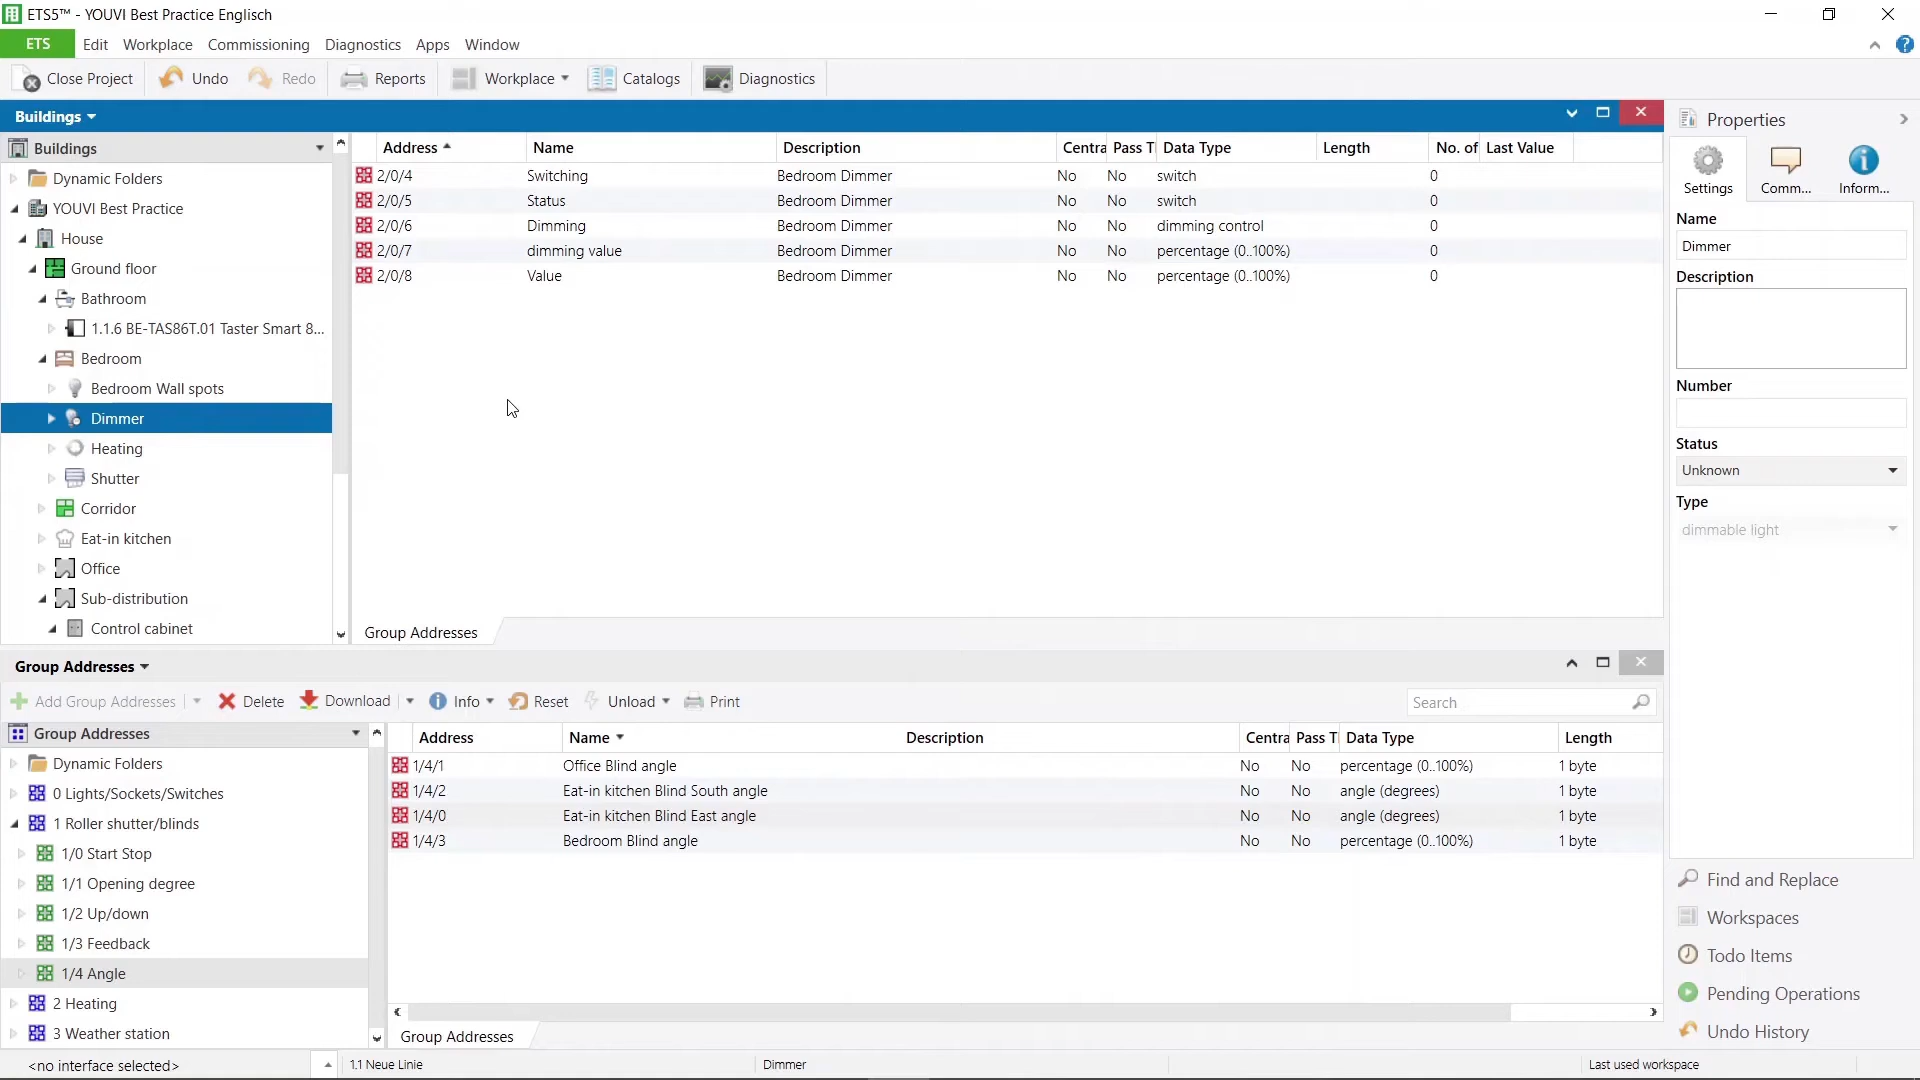 ETS5™ - YOUVI Best Practice Englisch
ETS Edit Workplace Commissioning Diagnostics Apps Window
Close Project Undo Redo Reports Workplace Catalogs Diagnostics
Buildings
Buildings
Dynamic Folders
YOUVI Best Practice
House
Ground floor
Bathroom
1.1.6 BE-TAS86T.01 Taster Smart 8...
Bedroom
Bedroom Wall spots
Dimmer
Heating
Shutter
Corridor
Eat-in kitchen
Office
Sub-distribution
Control cabinet
Address Name Description Centra Pass T Data Type Length No. of Last Value
2/0/4 Switching Bedroom Dimmer No No switch 0
2/0/5 Status Bedroom Dimmer No No switch 0
2/0/6 Dimming Bedroom Dimmer No No dimming control 0
2/0/7 dimming value Bedroom Dimmer No No percentage (0..100%) 0
2/0/8 Value Bedroom Dimmer No No percentage (0..100%) 0
Group Addresses
Properties
Settings Comm... Inform...
Name
Dimmer
Description
Number
Status
Unknown
Type
dimmable light
Find and Replace
Workspaces
Todo Items
Pending Operations
Undo History
Group Addresses
Add Group Addresses Delete Download Info Reset Unload Print Search
Group Addresses
Dynamic Folders
0 Lights/Sockets/Switches
1 Roller shutter/blinds
1/0 Start Stop
1/1 Opening degree
1/2 Up/down
1/3 Feedback
1/4 Angle
2 Heating
3 Weather station
Address Name Description Centra Pass T Data Type Length
1/4/1 Office Blind angle No No percentage (0..100%) 1 byte
1/4/2 Eat-in kitchen Blind South angle No No angle (degrees) 1 byte
1/4/0 Eat-in kitchen Blind East angle No No angle (degrees) 1 byte
1/4/3 Bedroom Blind angle No No percentage (0..100%) 1 byte
Group Addresses
<no interface selected> 1.1 Neue Linie Dimmer Last used workspace